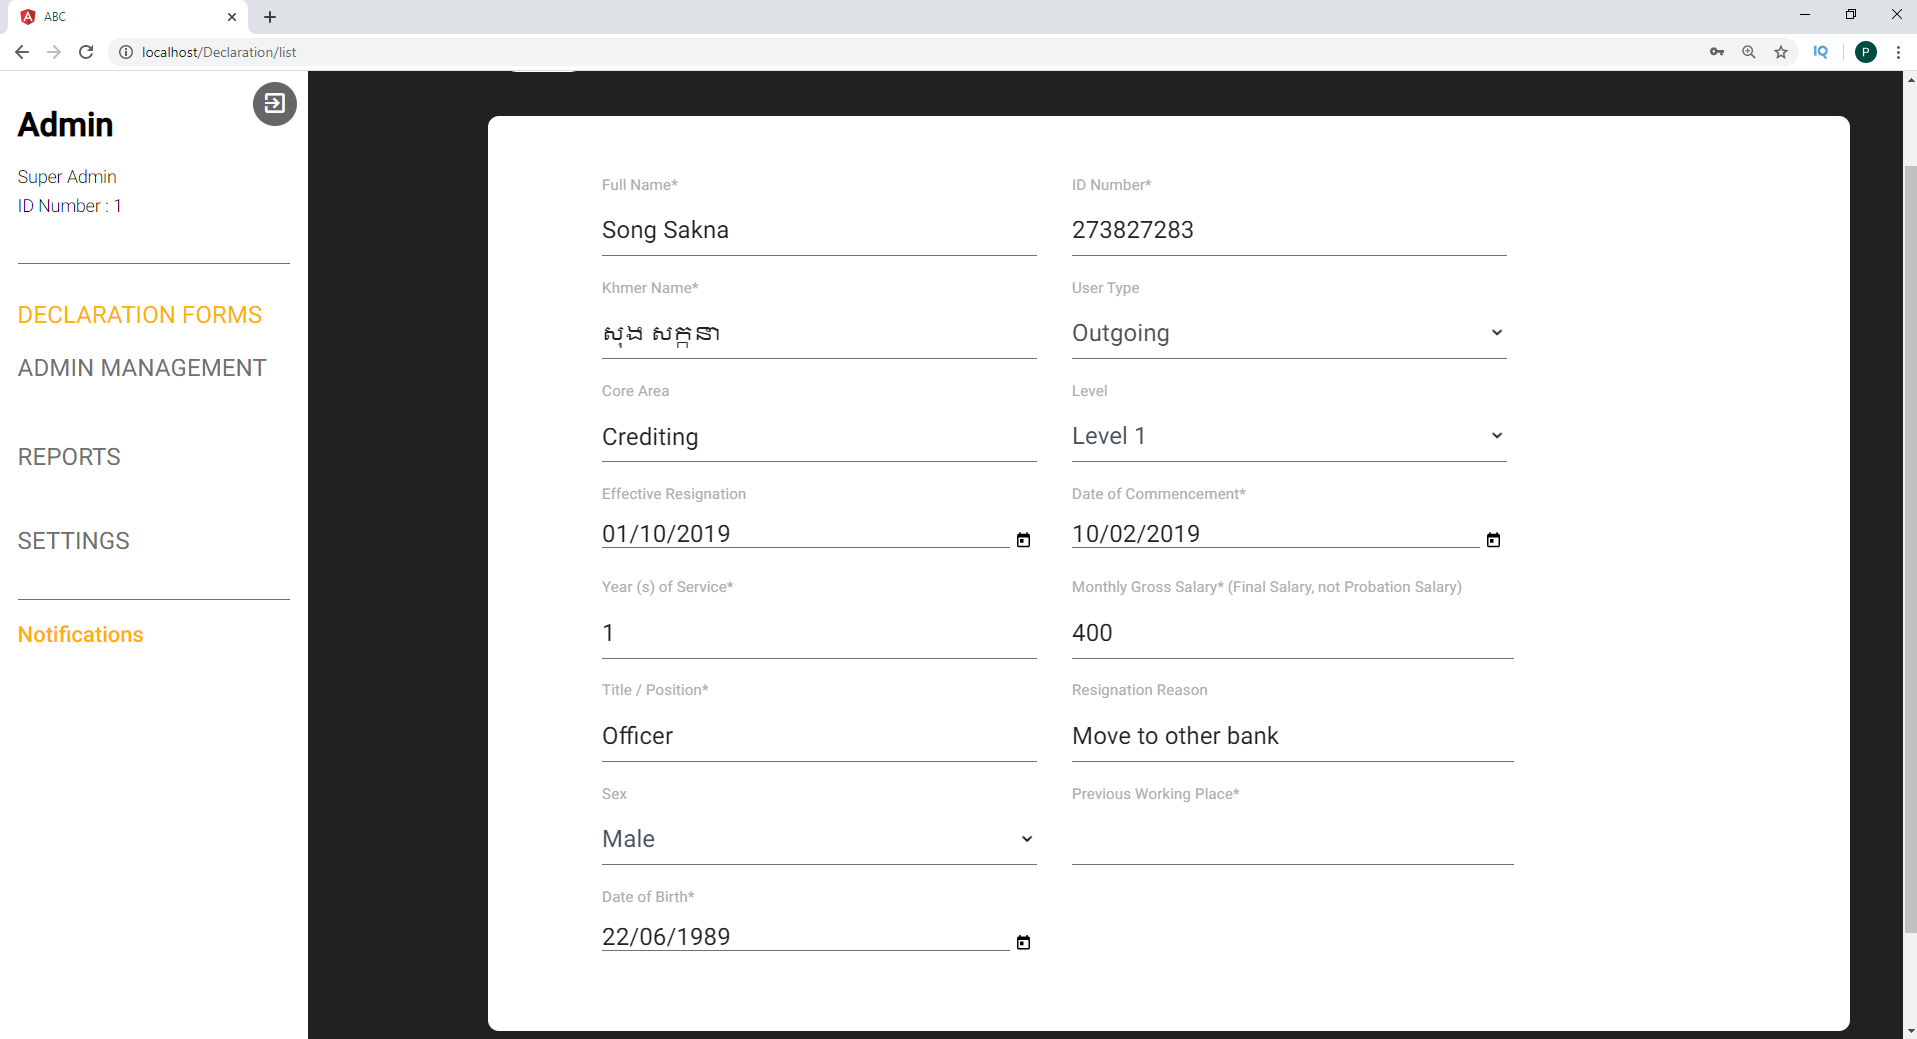 ABC
localhost/Declaration/list
IQ
P
Admin
Super Admin
ID Number : 1
DECLARATION FORMS
ADMIN MANAGEMENT
REPORTS
SETTINGS
Notifications
Full Name*
ID Number*
Song Sakna
273827283
Khmer Name*
User Type
សុង សក្កនា
Outgoing
Core Area
Level
Crediting
Level 1
Effective Resignation
Date of Commencement*
01/10/2019
10/02/2019
Year (s) of Service*
Monthly Gross Salary* (Final Salary, not Probation Salary)
1
400
Title / Position*
Resignation Reason
Officer
Move to other bank
Sex
Previous Working Place*
Male
Date of Birth*
22/06/1989